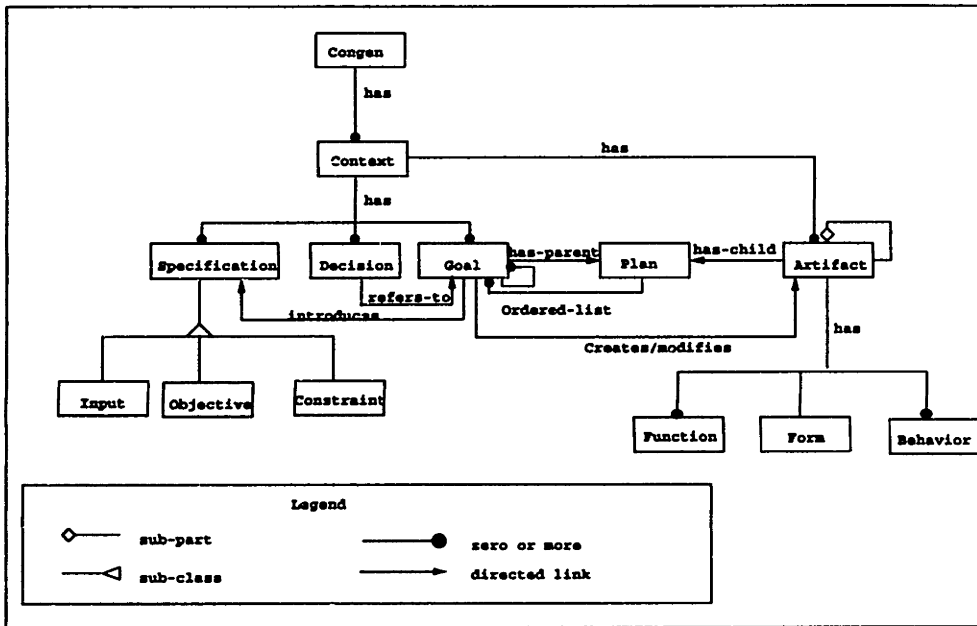 Congen
has
Context
has
has
Specification
Decision
Goal
has-parent
Plan
has-child
Artifact
refers-to
introduces
Ordered-list
Creates/modifies
has
Input
Objective
Constraint
Function
Form
Behavior
Legend
sub-part
zero or more
sub-class
directed link